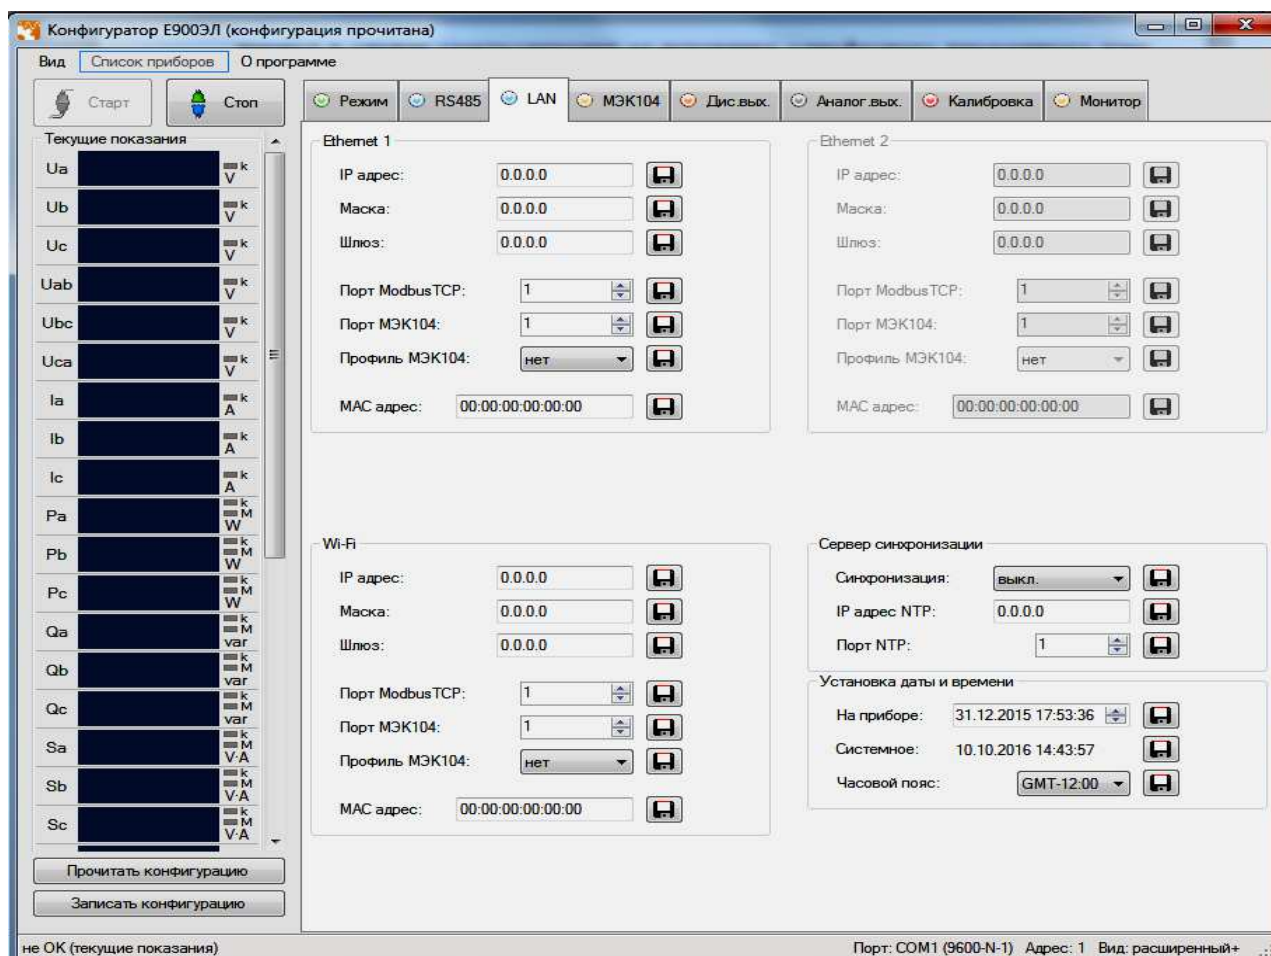 Конфигуратор E900ЭЛ (конфигурация прочитана)
Вид Список приборов О программе
Старт Стоп
Режим RS485 LAN МЭК104 Дис.вых. Аналог.вых. Калибровка Монитор
Текущие показания
Ua k V
Ub k V
Uc k V
Uab k V
Ubc k V
Uca k V
Ia k A
Ib k A
Ic k A
Pa k M W
Pb k M W
Pc k M W
Qa k M var
Qb k M var
Qc k M var
Sa k M V·A
Sb k M V·A
Sc k M V·A
Прочитать конфигурацию
Записать конфигурацию
Ethernet 1
IP адрес: 0.0.0.0
Маска: 0.0.0.0
Шлюз: 0.0.0.0
Порт ModbusTCP: 1
Порт МЭК104: 1
Профиль МЭК104: нет
MAC адрес: 00:00:00:00:00:00
Ethernet 2
IP адрес: 0.0.0.0
Маска: 0.0.0.0
Шлюз: 0.0.0.0
Порт ModbusTCP: 1
Порт МЭК104: 1
Профиль МЭК104: нет
MAC адрес: 00:00:00:00:00:00
Wi-Fi
IP адрес: 0.0.0.0
Маска: 0.0.0.0
Шлюз: 0.0.0.0
Порт ModbusTCP: 1
Порт МЭК104: 1
Профиль МЭК104: нет
MAC адрес: 00:00:00:00:00:00
Сервер синхронизации
Синхронизация: выкл.
IP адрес NTP: 0.0.0.0
Порт NTP: 1
Установка даты и времени
На приборе: 31.12.2015 17:53:36
Системное: 10.10.2016 14:43:57
Часовой пояс: GMT-12:00
не ОК (текущие показания)
Порт: COM1 (9600-N-1) Адрес: 1 Вид: расширенный+